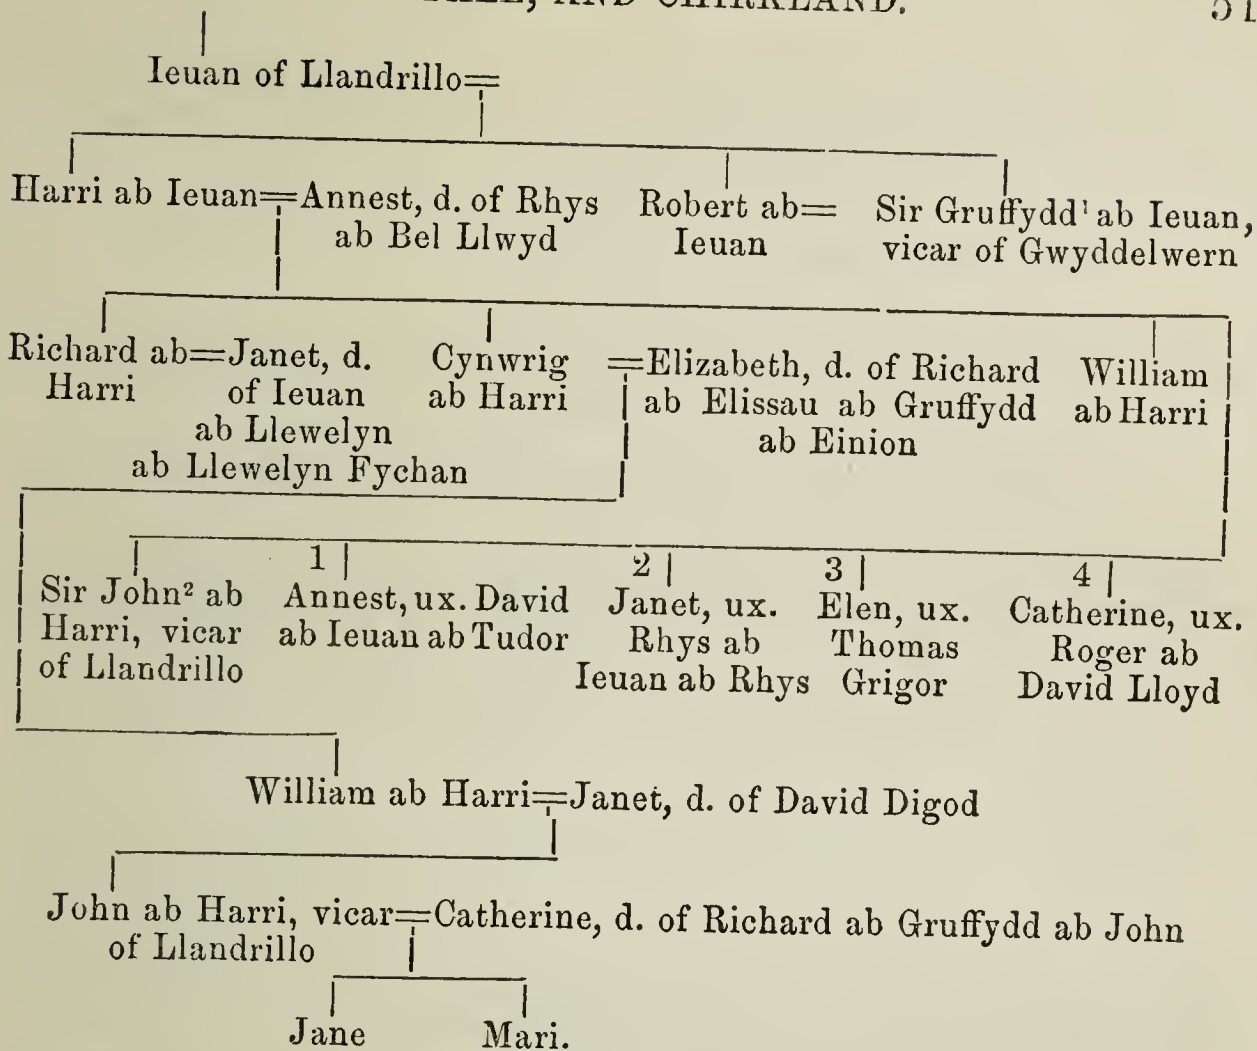 AND CHIRKLAND.
Ieuan of Llandrillo=
Harri ab Ieuan=Annest, d. of Rhys ab Bel Llwyd
Robert ab= Ieuan
Sir Gruffydd¹ ab Ieuan, vicar of Gwyddelwern
Richard ab=Janet, d. of Ieuan ab Llewelyn ab Llewelyn Fychan
Harri
Cynwrig ab Harri
=Elizabeth, d. of Richard ab Elissau ab Gruffydd ab Einion
William ab Harri
Sir John² ab Harri, vicar of Llandrillo
1 Annest, ux. David ab Ieuan ab Tudor
2 Janet, ux. Rhys ab Ieuan ab Rhys
3 Elen, ux. Thomas Grigor
4 Catherine, ux. Roger ab David Lloyd
William ab Harri=Janet, d. of David Digod
John ab Harri, vicar=Catherine, d. of Richard ab Gruffydd ab John
of Llandrillo
Jane Mari.